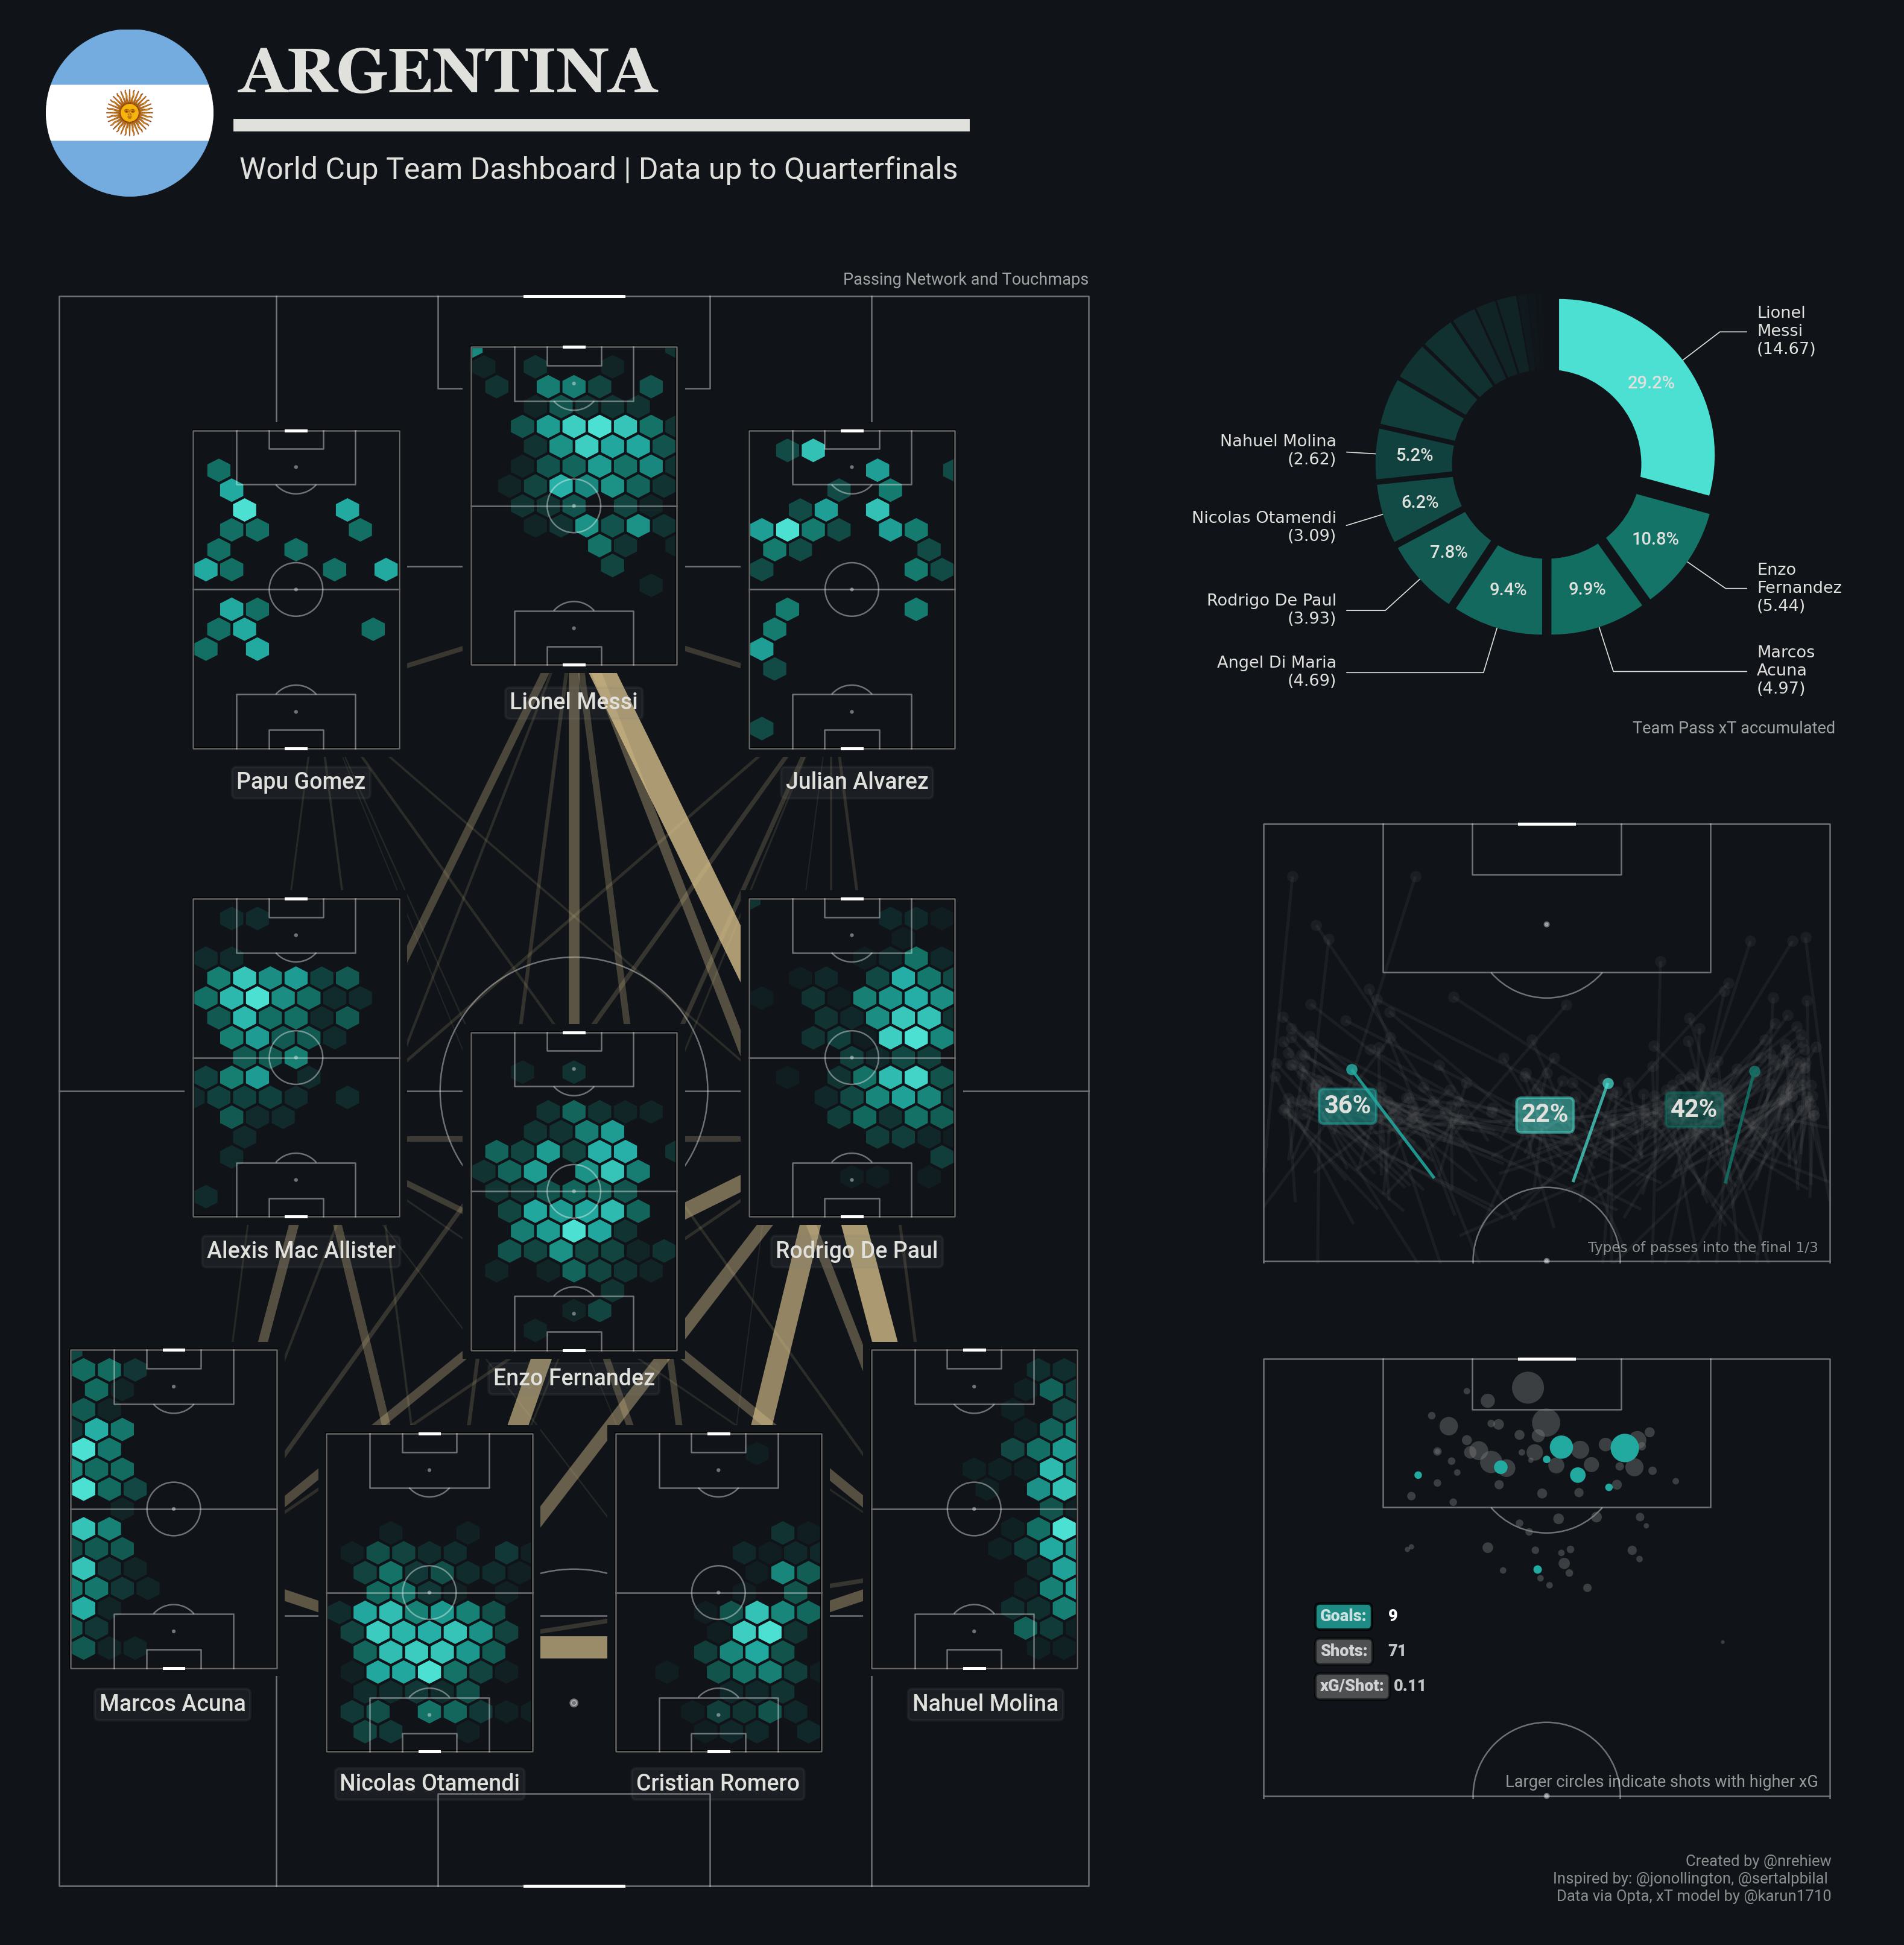 ARGENTINA
World Cup Team Dashboard | Data up to Quarterfinals
Passing Network and Touchmaps
Lionel Messi
Papu Gomez
Julian Alvarez
Alexis Mac Allister
Rodrigo De Paul
Enzo Fernandez
Marcos Acuna
Nahuel Molina
Nicolas Otamendi
Cristian Romero
Lionel
Messi
(14.67)
29.2%
Enzo
Fernandez
(5.44)
10.8%
Marcos
Acuna
(4.97)
9.9%
Angel Di Maria
(4.69)
9.4%
Rodrigo De Paul
(3.93)
7.8%
Nicolas Otamendi
(3.09)
6.2%
Nahuel Molina
(2.62)
5.2%
Team Pass xT accumulated
36%
22%
42%
Types of passes into the final 1/3
Goals: 9
Shots: 71
xG/Shot: 0.11
Larger circles indicate shots with higher xG
Created by @nrehiew
Inspired by: @jonollington, @sertalpbilal
Data via Opta, xT model by @karun1710